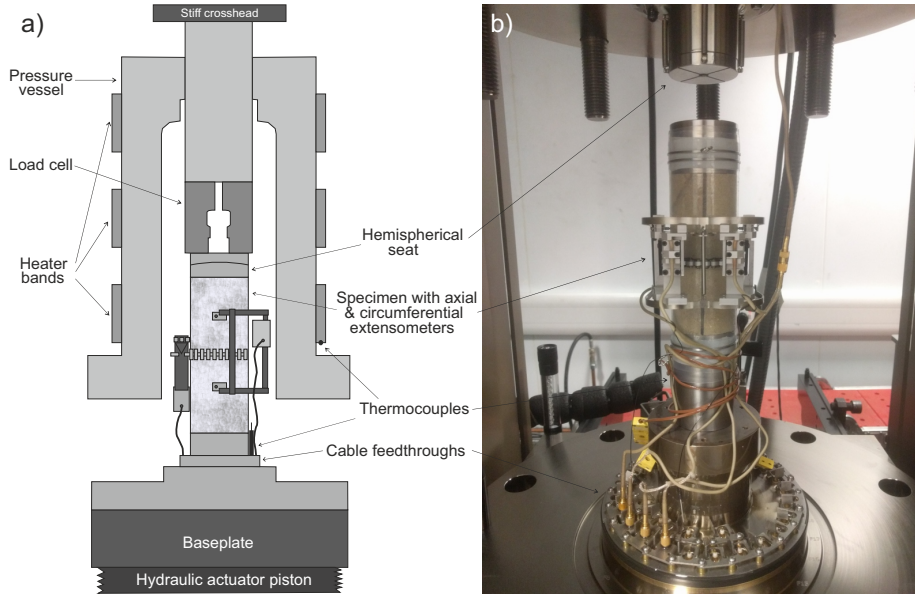 Stiff crosshead
a)
b)
Pressure
vessel
Load cell
Hemispherical
seat
Heater
bands
Specimen with axial
& circumferential
extensometers
Thermocouples
Cable feedthroughs
Baseplate
Hydraulic actuator piston